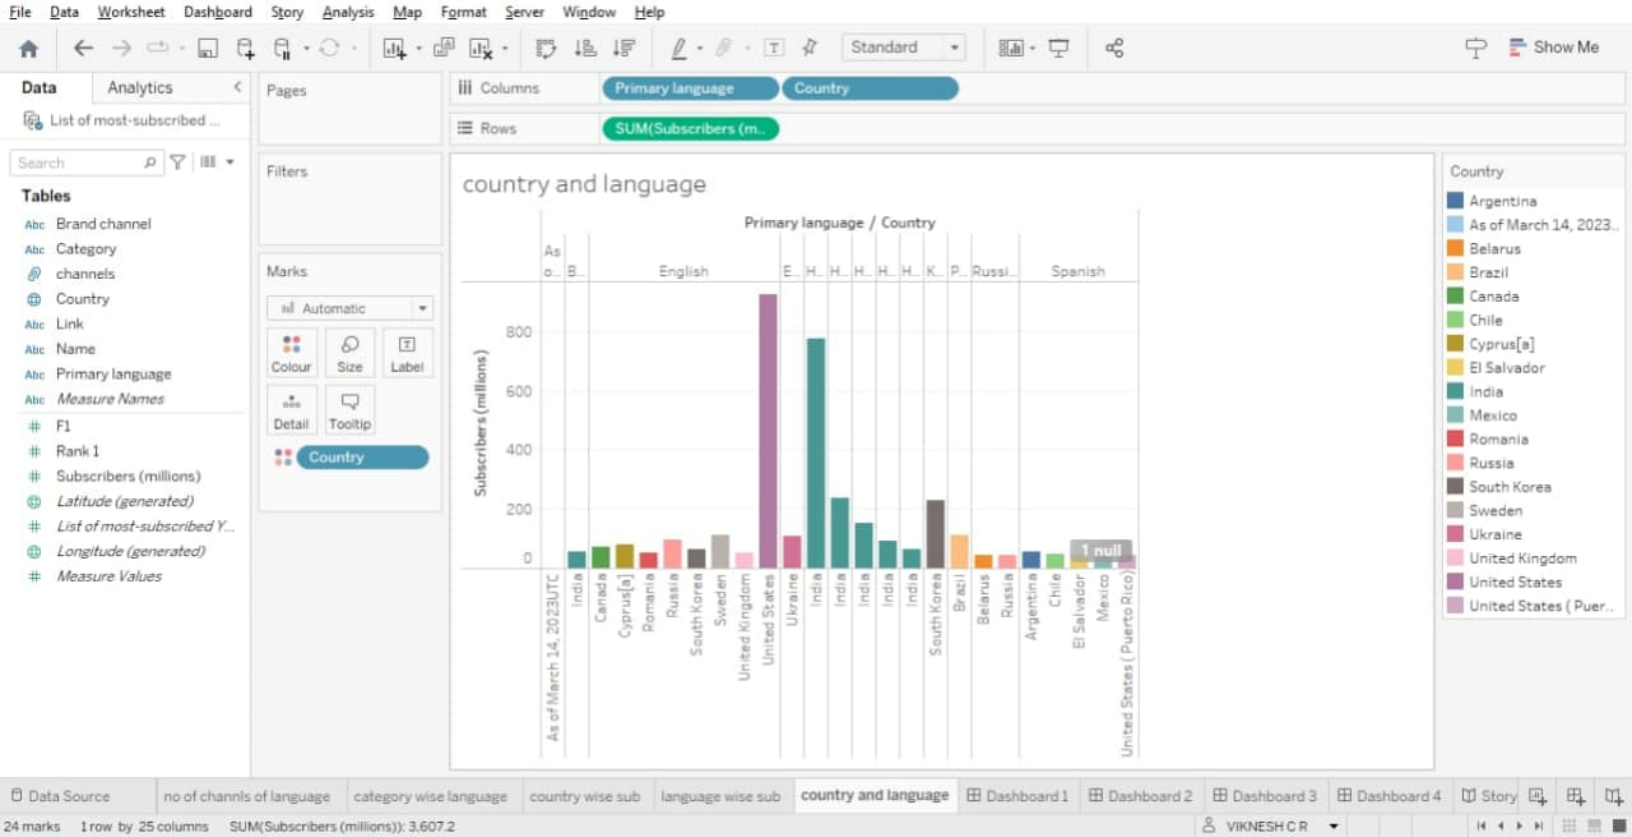 File Data Worksheet Dashboard Story Analysis Map Format Server Window Help
Standard
Show Me
Data Analytics
List of most-subscribed ...
Search
Tables
Abc Brand channel
Abc Category
channels
Country
Abc Link
Abc Name
Abc Primary language
Abc Measure Names
# F1
# Rank 1
# Subscribers (millions)
Latitude (generated)
# List of most-subscribed Y...
Longitude (generated)
# Measure Values
Pages
Filters
Marks
Automatic
Colour Size Label
Detail Tooltip
Country
Columns Primary language Country
Rows SUM(Subscribers (m..
country and language
Primary language / Country
As
o... B... English E... H... H... H... H... H... K... P... Russi... Spanish
Subscribers (millions)
800
600
400
200
0
1 null
As of March 14, 2023UTC
India
Canada
Cyprus[a]
Romania
Russia
South Korea
Sweden
United Kingdom
United States
Ukraine
India
India
India
India
India
South Korea
Brazil
Belarus
Russia
Argentina
Chile
El Salvador
Mexico
United States ( Puerto Rico)
Country
Argentina
As of March 14, 2023..
Belarus
Brazil
Canada
Chile
Cyprus[a]
El Salvador
India
Mexico
Romania
Russia
South Korea
Sweden
Ukraine
United Kingdom
United States
United States ( Puer..
Data Source no of channls of language category wise language country wise sub language wise sub country and language Dashboard 1 Dashboard 2 Dashboard 3 Dashboard 4 Story
24 marks 1 row by 25 columns SUM(Subscribers (millions)): 3,607.2 VIKNESH C R